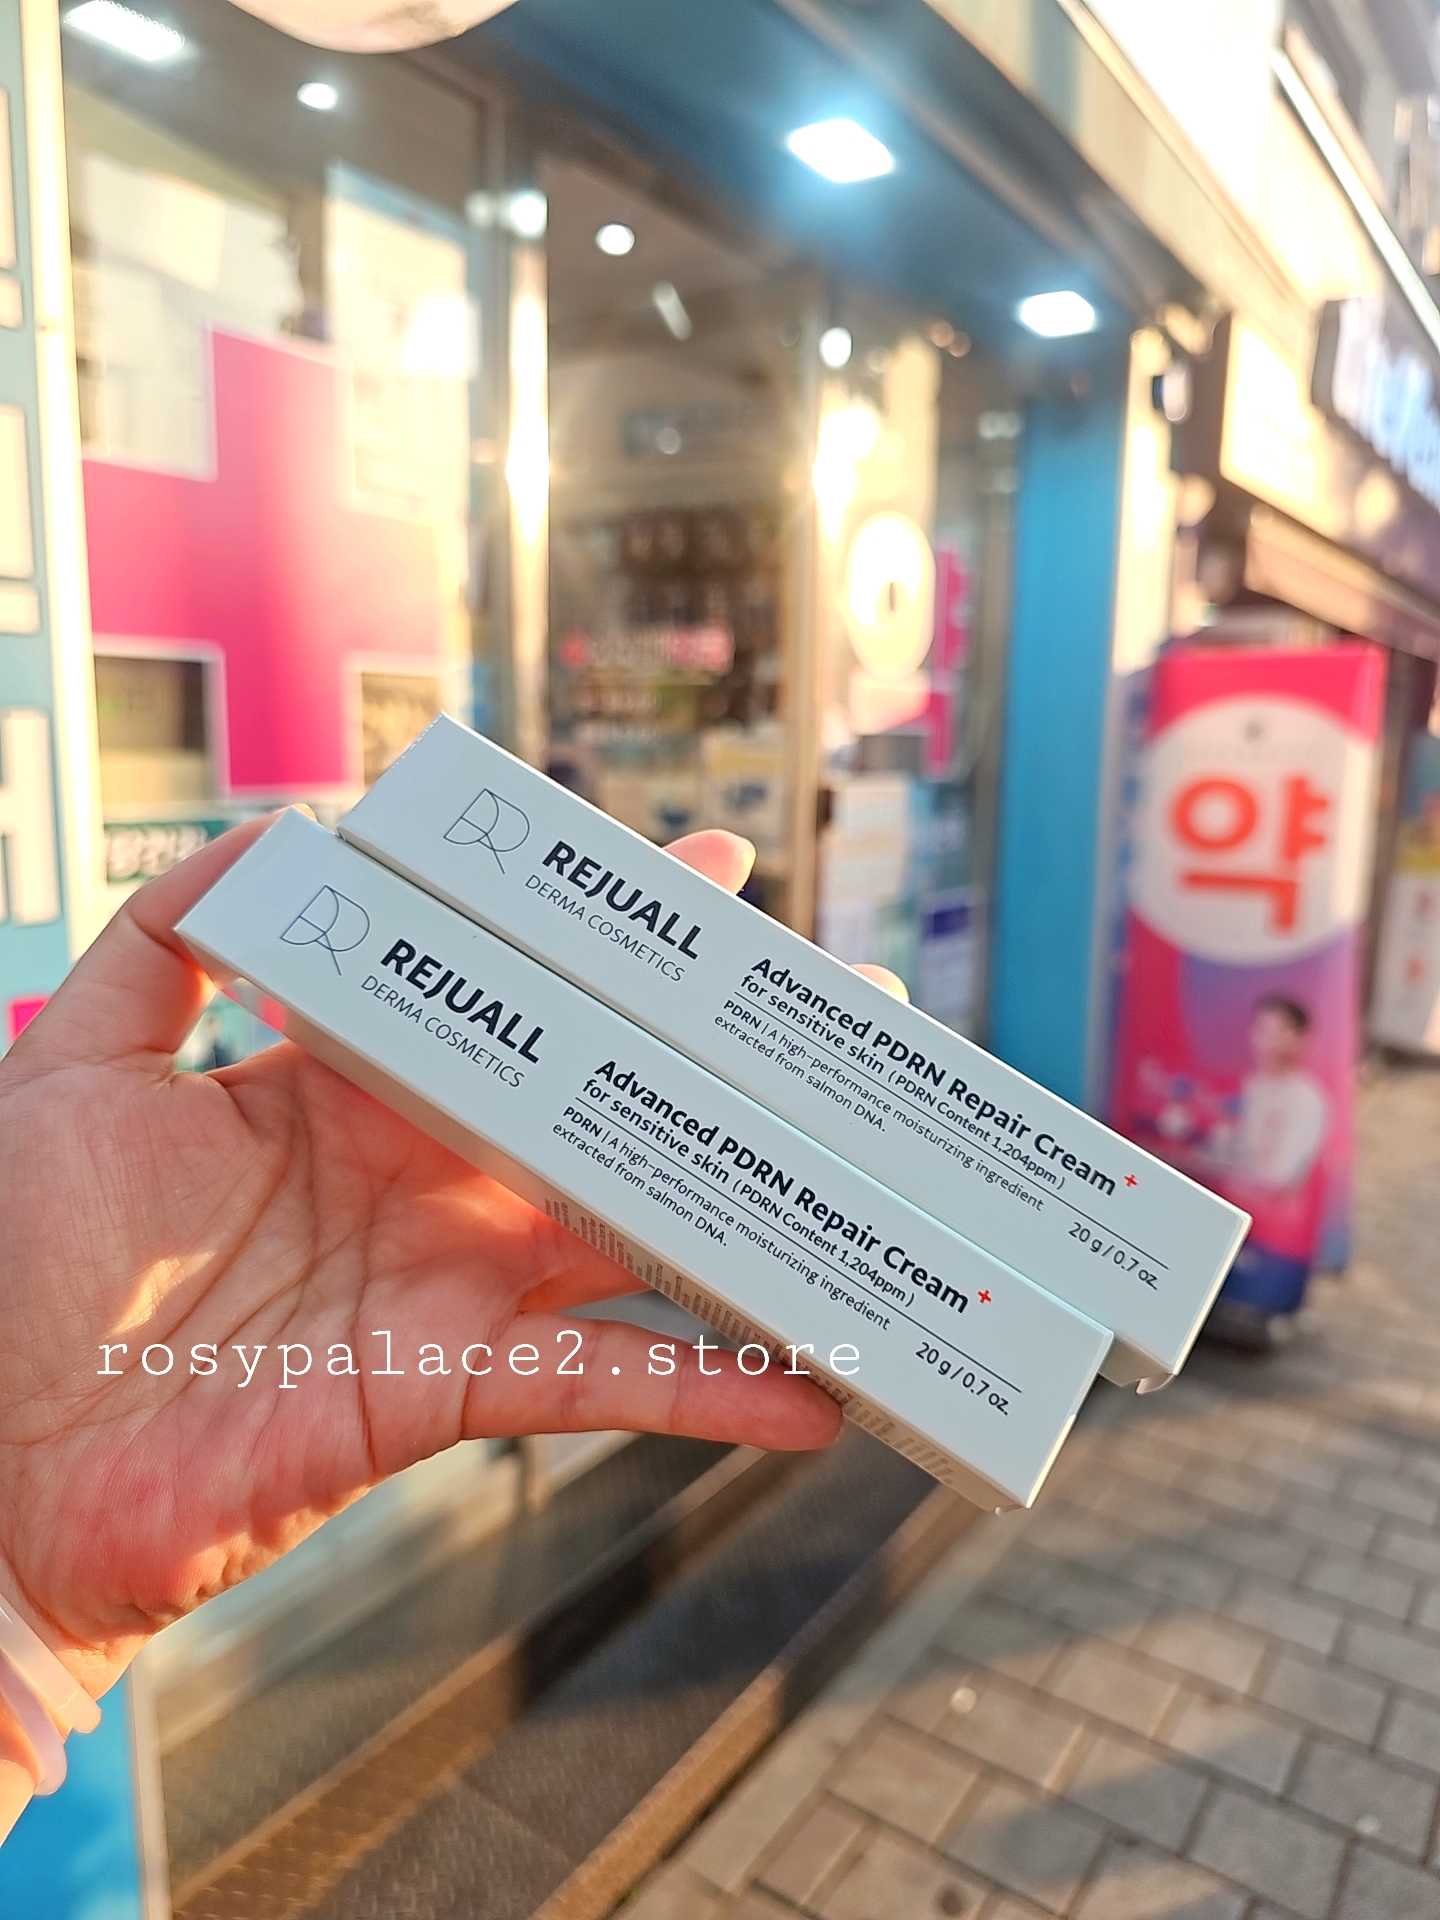 약
DR
REJUALL
DERMA COSMETICS
Advanced PDRN Repair Cream +
for sensitive skin (PDRN Content 1,204ppm)
PDRN | A high-performance moisturizing ingredient
extracted from salmon DNA.
20 g / 0.7 oz.
DR
REJUALL
DERMA COSMETICS
Advanced PDRN Repair Cream +
for sensitive skin (PDRN Content 1,204ppm)
PDRN | A high-performance moisturizing ingredient
extracted from salmon DNA.
20 g / 0.7 oz.
rosypalace2.store